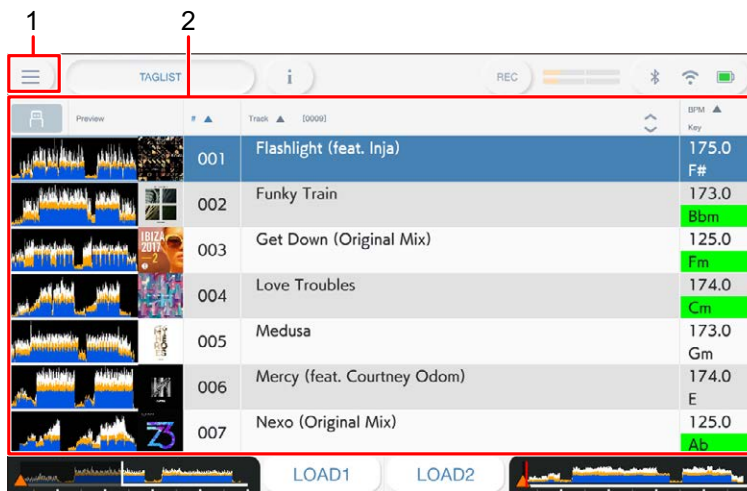 1 2
TAGLIST i REC
Preview # ▲ Track ▲ [0009] BPM ▲
Key
001 Flashlight (feat. Inja) 175.0
F#
002 Funky Train 173.0
Bbm
IBIZA
2017
—2
003 Get Down (Original Mix) 125.0
Fm
004 Love Troubles 174.0
Cm
005 Medusa 173.0
Gm
006 Mercy (feat. Courtney Odom) 174.0
E
007 Nexo (Original Mix) 125.0
Ab
LOAD1 LOAD2